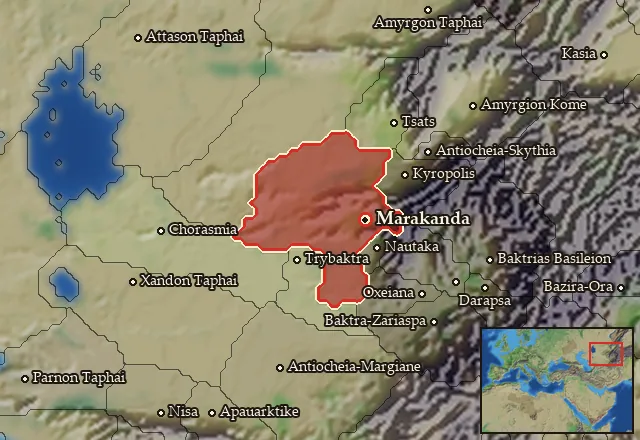 Amyrgon Taphai
Attason Taphai
Kasia
Amyrgion Kome
Tsats
Antiocheia-Skythia
Kyropolis
Marakanda
Chorasmia
Nautaka
Trybaktra
Baktrias Basileion
Xandon Taphai
Oxeiana
Bazira-Ora
Darapsa
Baktra-Zariaspa
Antiocheia-Margiane
Parnon Taphai
Nisa
Apauarktike